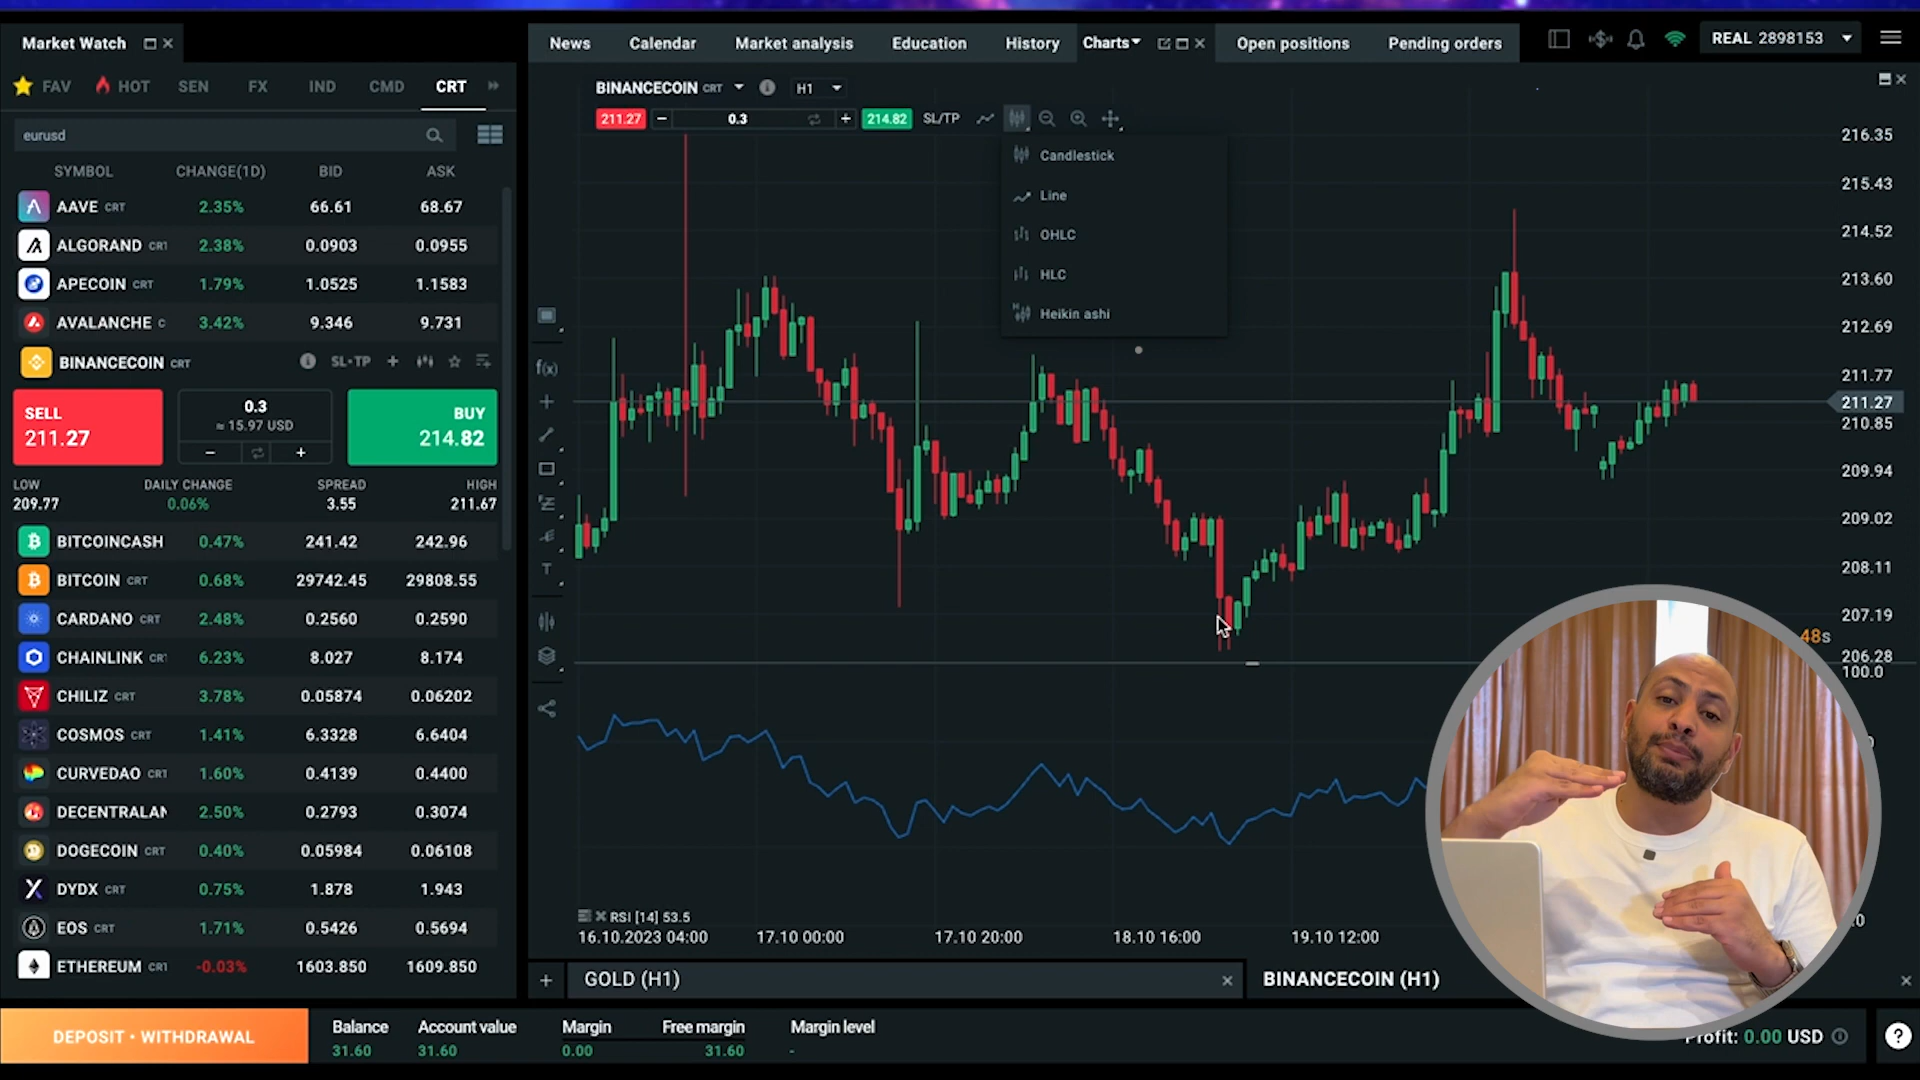 Market Watch
News
Calendar
Market analysis
Education
History
Charts
Open positions
Pending orders
REAL 2898153
FAV
HOT
SEN
FX
IND
CMD
CRT
eurusd
SYMBOL CHANGE(1D) BID ASK
AAVE CRT 2.35% 66.61 68.67
ALGORAND CRT 2.38% 0.0903 0.0955
APECOIN CRT 1.79% 1.0525 1.1583
AVALANCHE C 3.42% 9.346 9.731
BINANCECOIN CRT SL•TP
SELL
211.27
0.3
≈ 15.97 USD
BUY
214.82
LOW DAILY CHANGE SPREAD HIGH
209.77 0.06% 3.55 211.67
BITCOINCASH 0.47% 241.42 242.96
BITCOIN CRT 0.68% 29742.45 29808.55
CARDANO CRT 2.48% 0.2560 0.2590
CHAINLINK CRT 6.23% 8.027 8.174
CHILIZ CRT 3.78% 0.05874 0.06202
COSMOS CRT 1.41% 6.3328 6.6404
CURVEDAO CRT 1.60% 0.4139 0.4400
DECENTRALAN 2.50% 0.2793 0.3074
DOGECOIN CRT 0.40% 0.05984 0.06108
DYDX CRT 0.75% 1.878 1.943
EOS CRT 1.71% 0.5426 0.5694
ETHEREUM CRT -0.03% 1603.850 1609.850
BINANCECOIN CRT H1
211.27 0.3 214.82 SL/TP
Candlestick
Line
OHLC
HLC
Heikin ashi
f(x)
T
216.35
215.43
214.52
213.60
212.69
211.77
211.27
210.85
209.94
209.02
208.11
207.19
48s
206.28
100.0
RSI [14] 53.5
16.10.2023 04:00
17.10 00:00
17.10 20:00
18.10 16:00
19.10 12:00
GOLD (H1)
BINANCECOIN (H1)
DEPOSIT • WITHDRAWAL
Balance Account value Margin Free margin Margin level
31.60 31.60 0.00 31.60 -
Profit: 0.00 USD
?